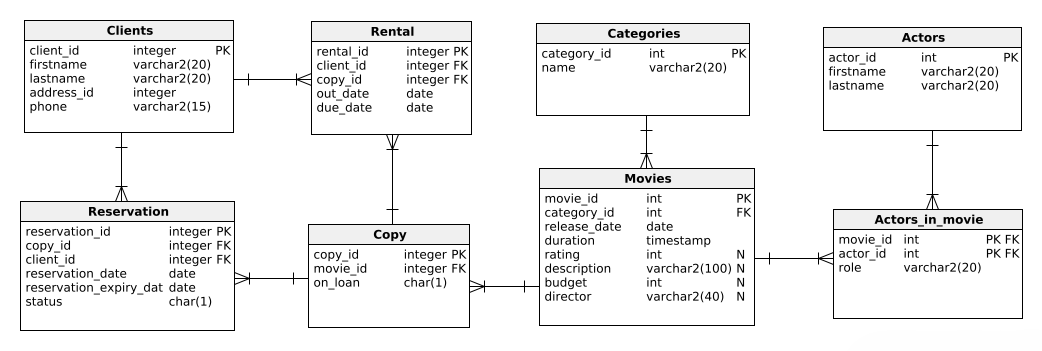 Clients
client_id integer PK
firstname varchar2(20)
lastname varchar2(20)
address_id integer
phone varchar2(15)
Rental
rental_id integer PK
client_id integer FK
copy_id integer FK
out_date date
due_date date
Categories
category_id int PK
name varchar2(20)
Actors
actor_id int PK
firstname varchar2(20)
lastname varchar2(20)
Reservation
reservation_id integer PK
copy_id integer FK
client_id integer FK
reservation_date date
reservation_expiry_dat date
status char(1)
Copy
copy_id integer PK
movie_id integer FK
on_loan char(1)
Movies
movie_id int PK
category_id int FK
release_date date
duration timestamp
rating int N
description varchar2(100) N
budget int N
director varchar2(40) N
Actors_in_movie
movie_id int PK FK
actor_id int PK FK
role varchar2(20)